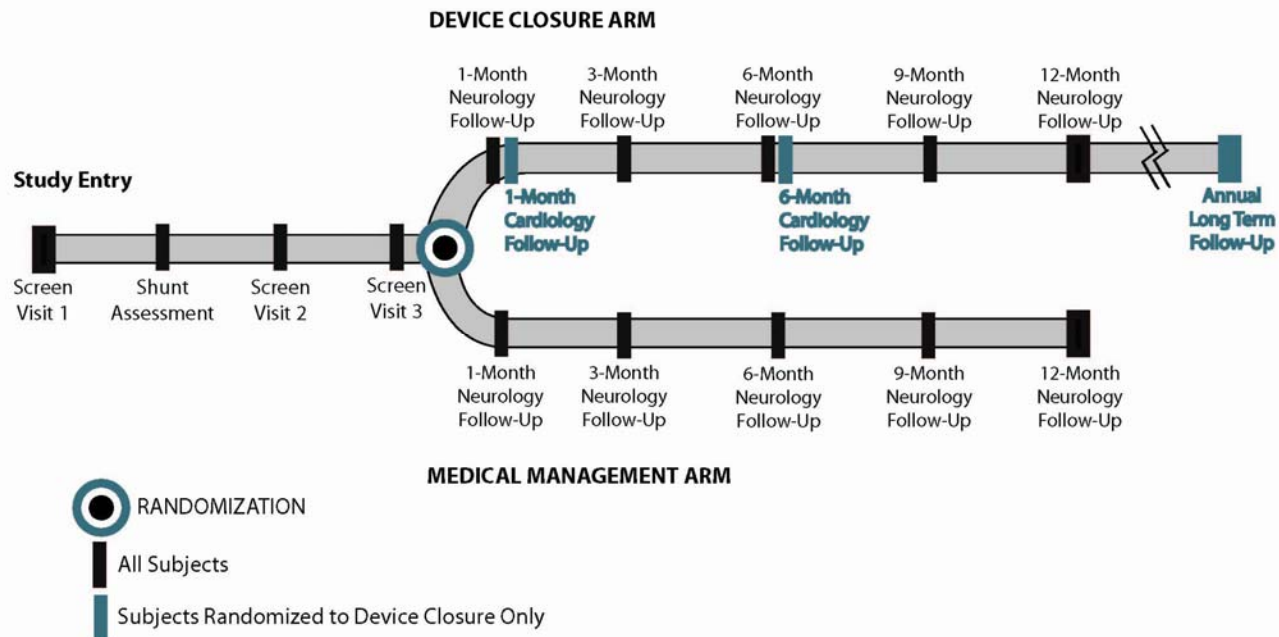 DEVICE CLOSURE ARM
1-Month
Neurology
Follow-Up
3-Month
Neurology
Follow-Up
6-Month
Neurology
Follow-Up
9-Month
Neurology
Follow-Up
12-Month
Neurology
Follow-Up
Study Entry
1-Month
Cardiology
Follow-Up
6-Month
Cardiology
Follow-Up
Annual
Long Term
Follow-Up
Screen
Visit 1
Shunt
Assessment
Screen
Visit 2
Screen
Visit 3
1-Month
Neurology
Follow-Up
3-Month
Neurology
Follow-Up
6-Month
Neurology
Follow-Up
9-Month
Neurology
Follow-Up
12-Month
Neurology
Follow-Up
MEDICAL MANAGEMENT ARM
RANDOMIZATION
All Subjects
Subjects Randomized to Device Closure Only